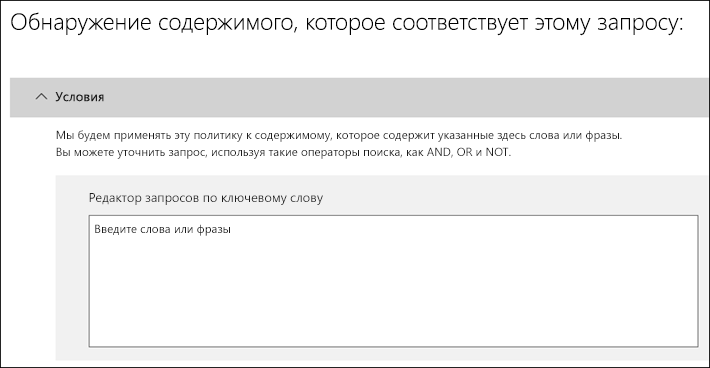 Обнаружение содержимого, которое соответствует этому запросу:
Условия
Мы будем применять эту политику к содержимому, которое содержит указанные здесь слова или фразы.
Вы можете уточнить запрос, используя такие операторы поиска, как AND, OR и NOT.
Редактор запросов по ключевому слову
Введите слова или фразы